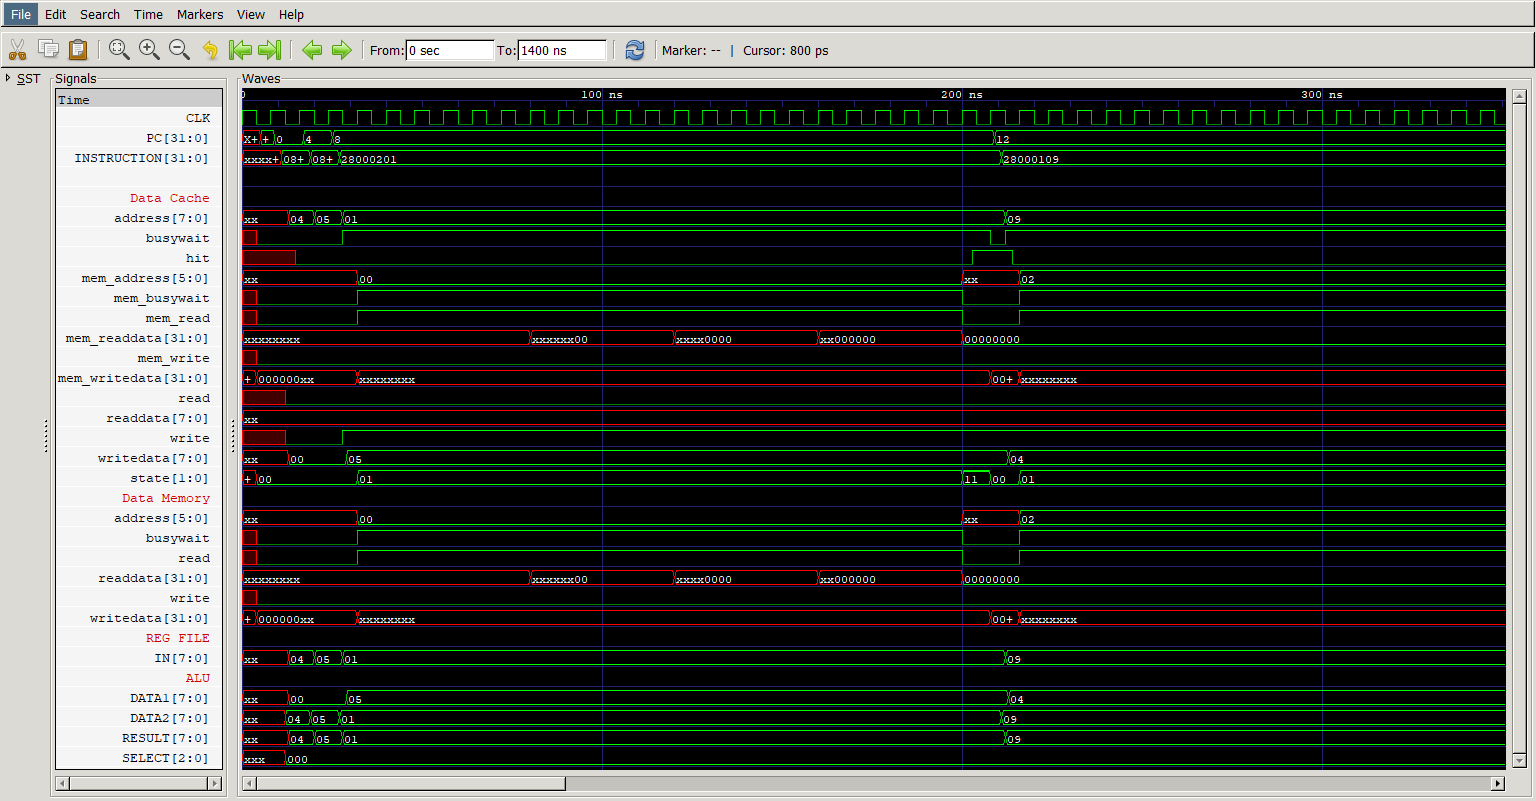 File Edit Search Time Markers View Help
From: 0 sec To: 1400 ns Marker: -- | Cursor: 800 ps
SST Signals Waves
Time 0 100 ns 200 ns 300 ns
CLK
PC[31:0] X+ + 0 4 8 12
INSTRUCTION[31:0] xxxx+ 08+ 08+ 28000201 28000109
Data Cache
address[7:0] xx 04 05 01 09
busywait
hit
mem_address[5:0] xx 00 xx 02
mem_busywait
mem_read
mem_readdata[31:0] xxxxxxxx xxxxxx00 xxxx0000 xx000000 00000000
mem_write
mem_writedata[31:0] + 000000xx xxxxxxxx 00+ xxxxxxxx
read
readdata[7:0] xx
write
writedata[7:0] xx 00 05 04
state[1:0] + 00 01 11 00 01
Data Memory
address[5:0] xx 00 xx 02
busywait
read
readdata[31:0] xxxxxxxx xxxxxx00 xxxx0000 xx000000 00000000
write
writedata[31:0] + 000000xx xxxxxxxx 00+ xxxxxxxx
REG FILE
IN[7:0] xx 04 05 01 09
ALU
DATA1[7:0] xx 00 05 04
DATA2[7:0] xx 04 05 01 09
RESULT[7:0] xx 04 05 01 09
SELECT[2:0] xxx 000